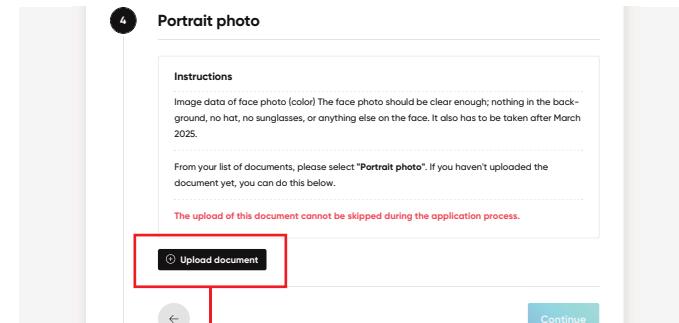 4 Portrait photo
Instructions
Image data of face photo (color) The face photo should be clear enough; nothing in the back-
ground, no hat, no sunglasses, or anything else on the face. It also has to be taken after March
2025.
From your list of documents, please select "Portrait photo". If you haven't uploaded the
document yet, you can do this below.
The upload of this document cannot be skipped during the application process.
Upload document
Continue